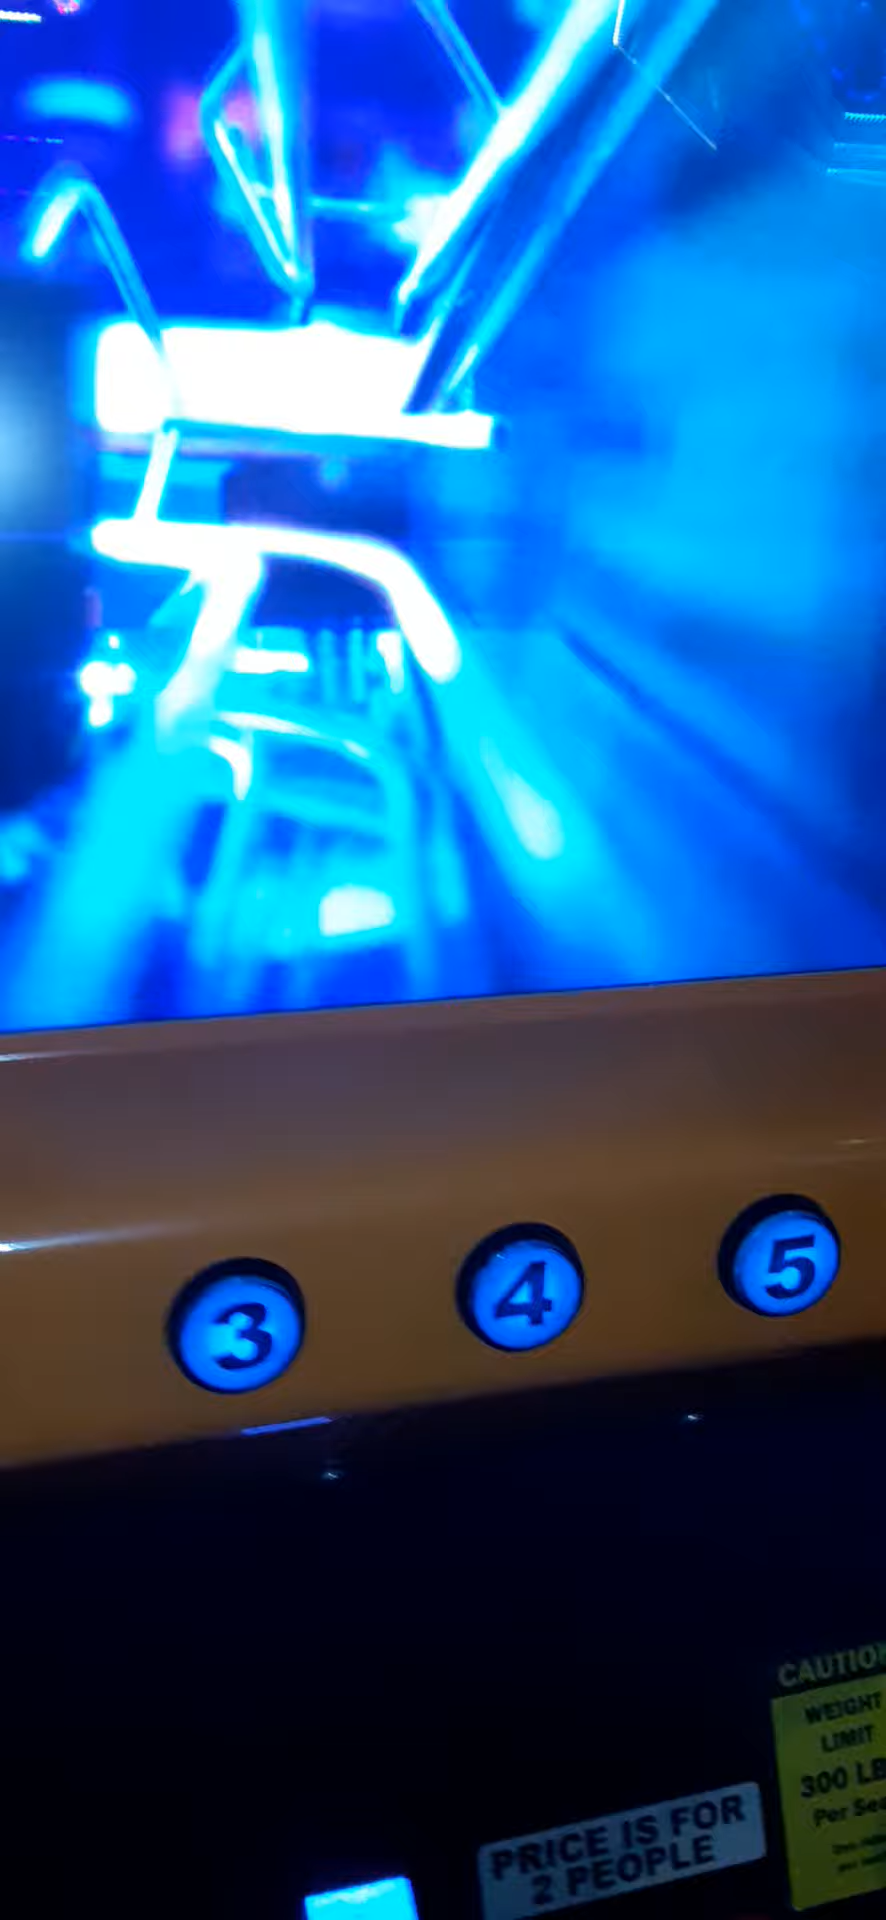 3
4
5
CAUTION
WEIGHT
LIMIT
300 LB
Per Sea
PRICE IS FOR
2 PEOPLE